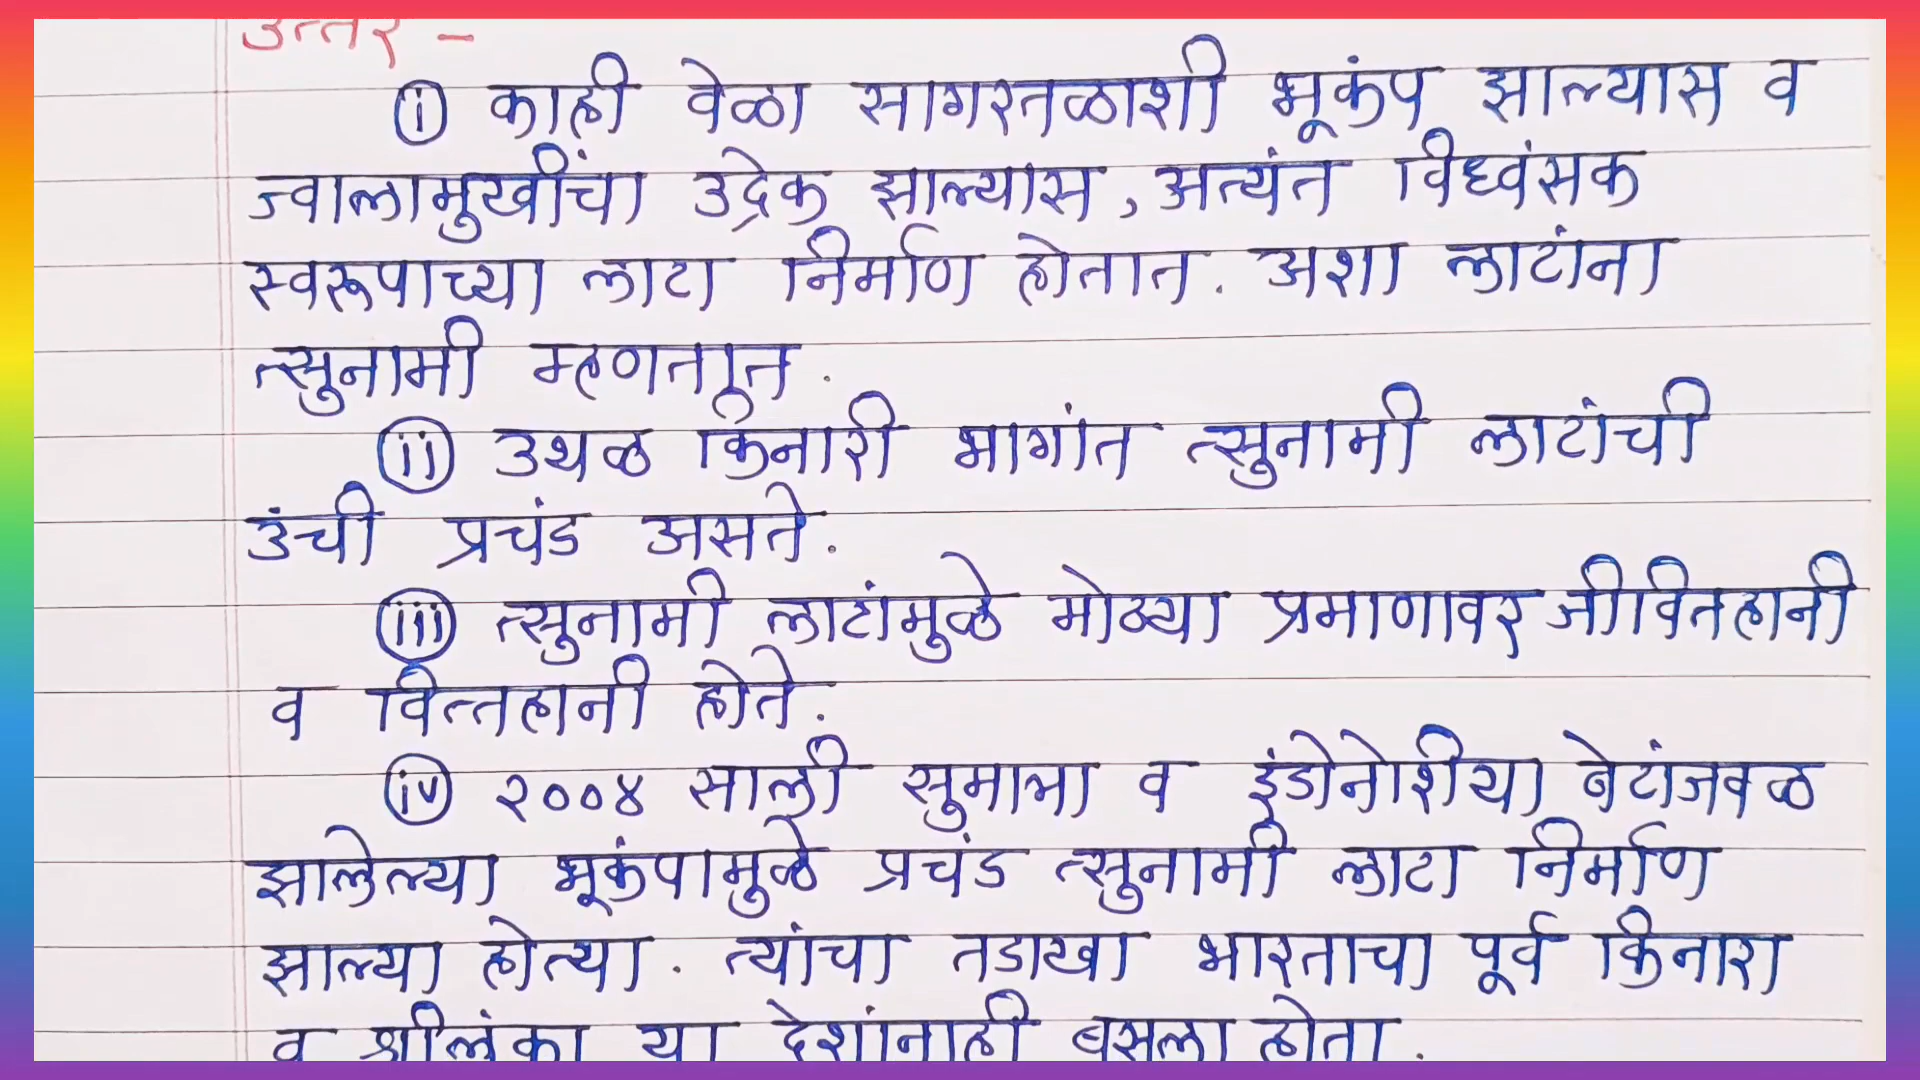 उत्तर -
(i) काही वेळा सागरतळाशी भूकंप झाल्यास व
ज्वालामुखींचा उद्रेक झाल्यास, अत्यंत विध्वंसक
स्वरूपाच्या लाटा निर्माण होतात. अशा लाटांना
त्सुनामी म्हणतात.
(ii) उथळ किनारी भागांत त्सुनामी लाटांची
उंची प्रचंड असते.
(iii) त्सुनामी लाटांमुळे मोठ्या प्रमाणावर जीवितहानी
व वित्तहानी होते.
(iv) २००४ साली सुमात्रा व इंडोनेशिया बेटांजवळ
झालेल्या भूकंपामुळे प्रचंड त्सुनामी लाटा निर्माण
झाल्या होत्या. त्यांचा तडाखा भारताचा पूर्व किनारा
व श्रीलंका या देशांनाही बसला होता.